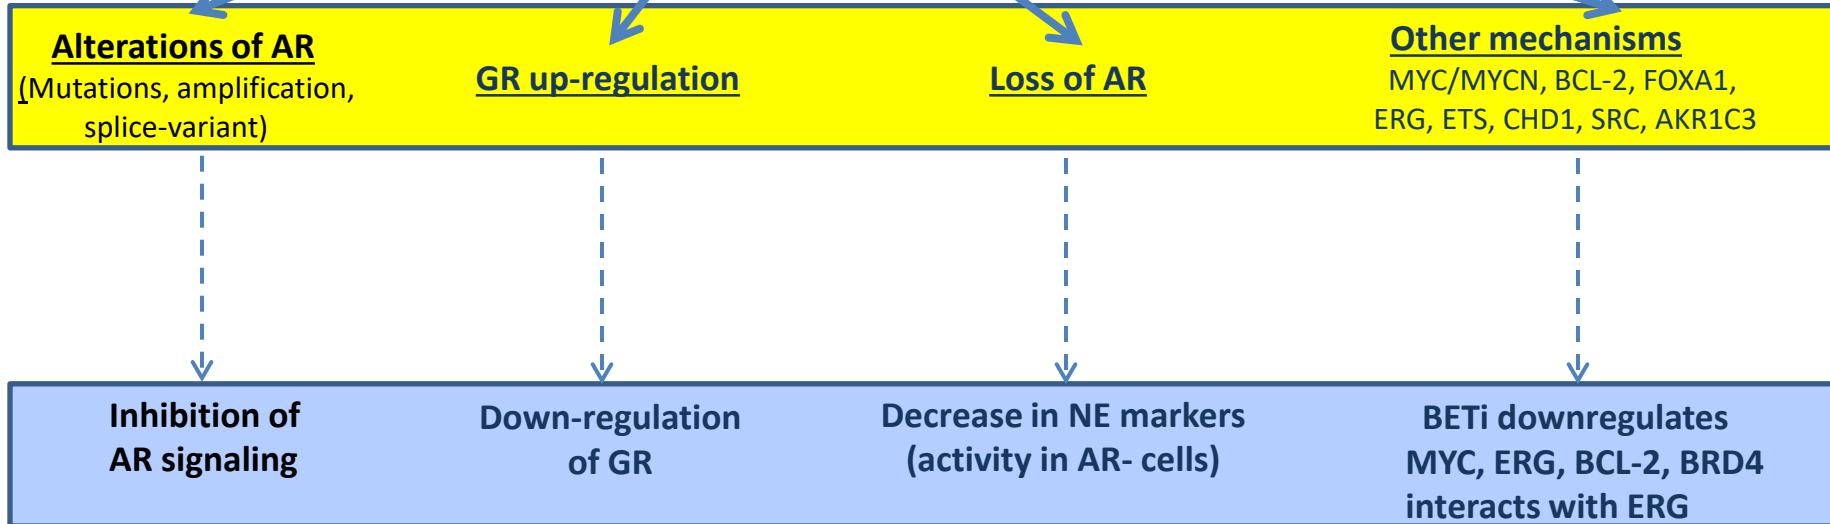 Alterations of AR
(Mutations, amplification,
splice-variant)
GR up-regulation
Loss of AR
Other mechanisms
MYC/MYCN, BCL-2, FOXA1,
ERG, ETS, CHD1, SRC, AKR1C3
Inhibition of
AR signaling
Down-regulation
of GR
Decrease in NE markers
(activity in AR- cells)
BETi downregulates
MYC, ERG, BCL-2, BRD4
interacts with ERG